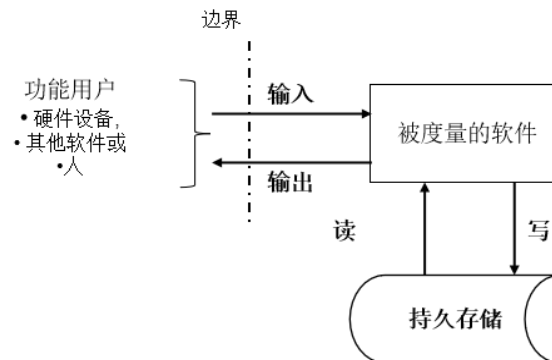 边界
功能用户
• 硬件设备,
• 其他软件或
•人
输入
输出
被度量的软件
读
写
持久存储